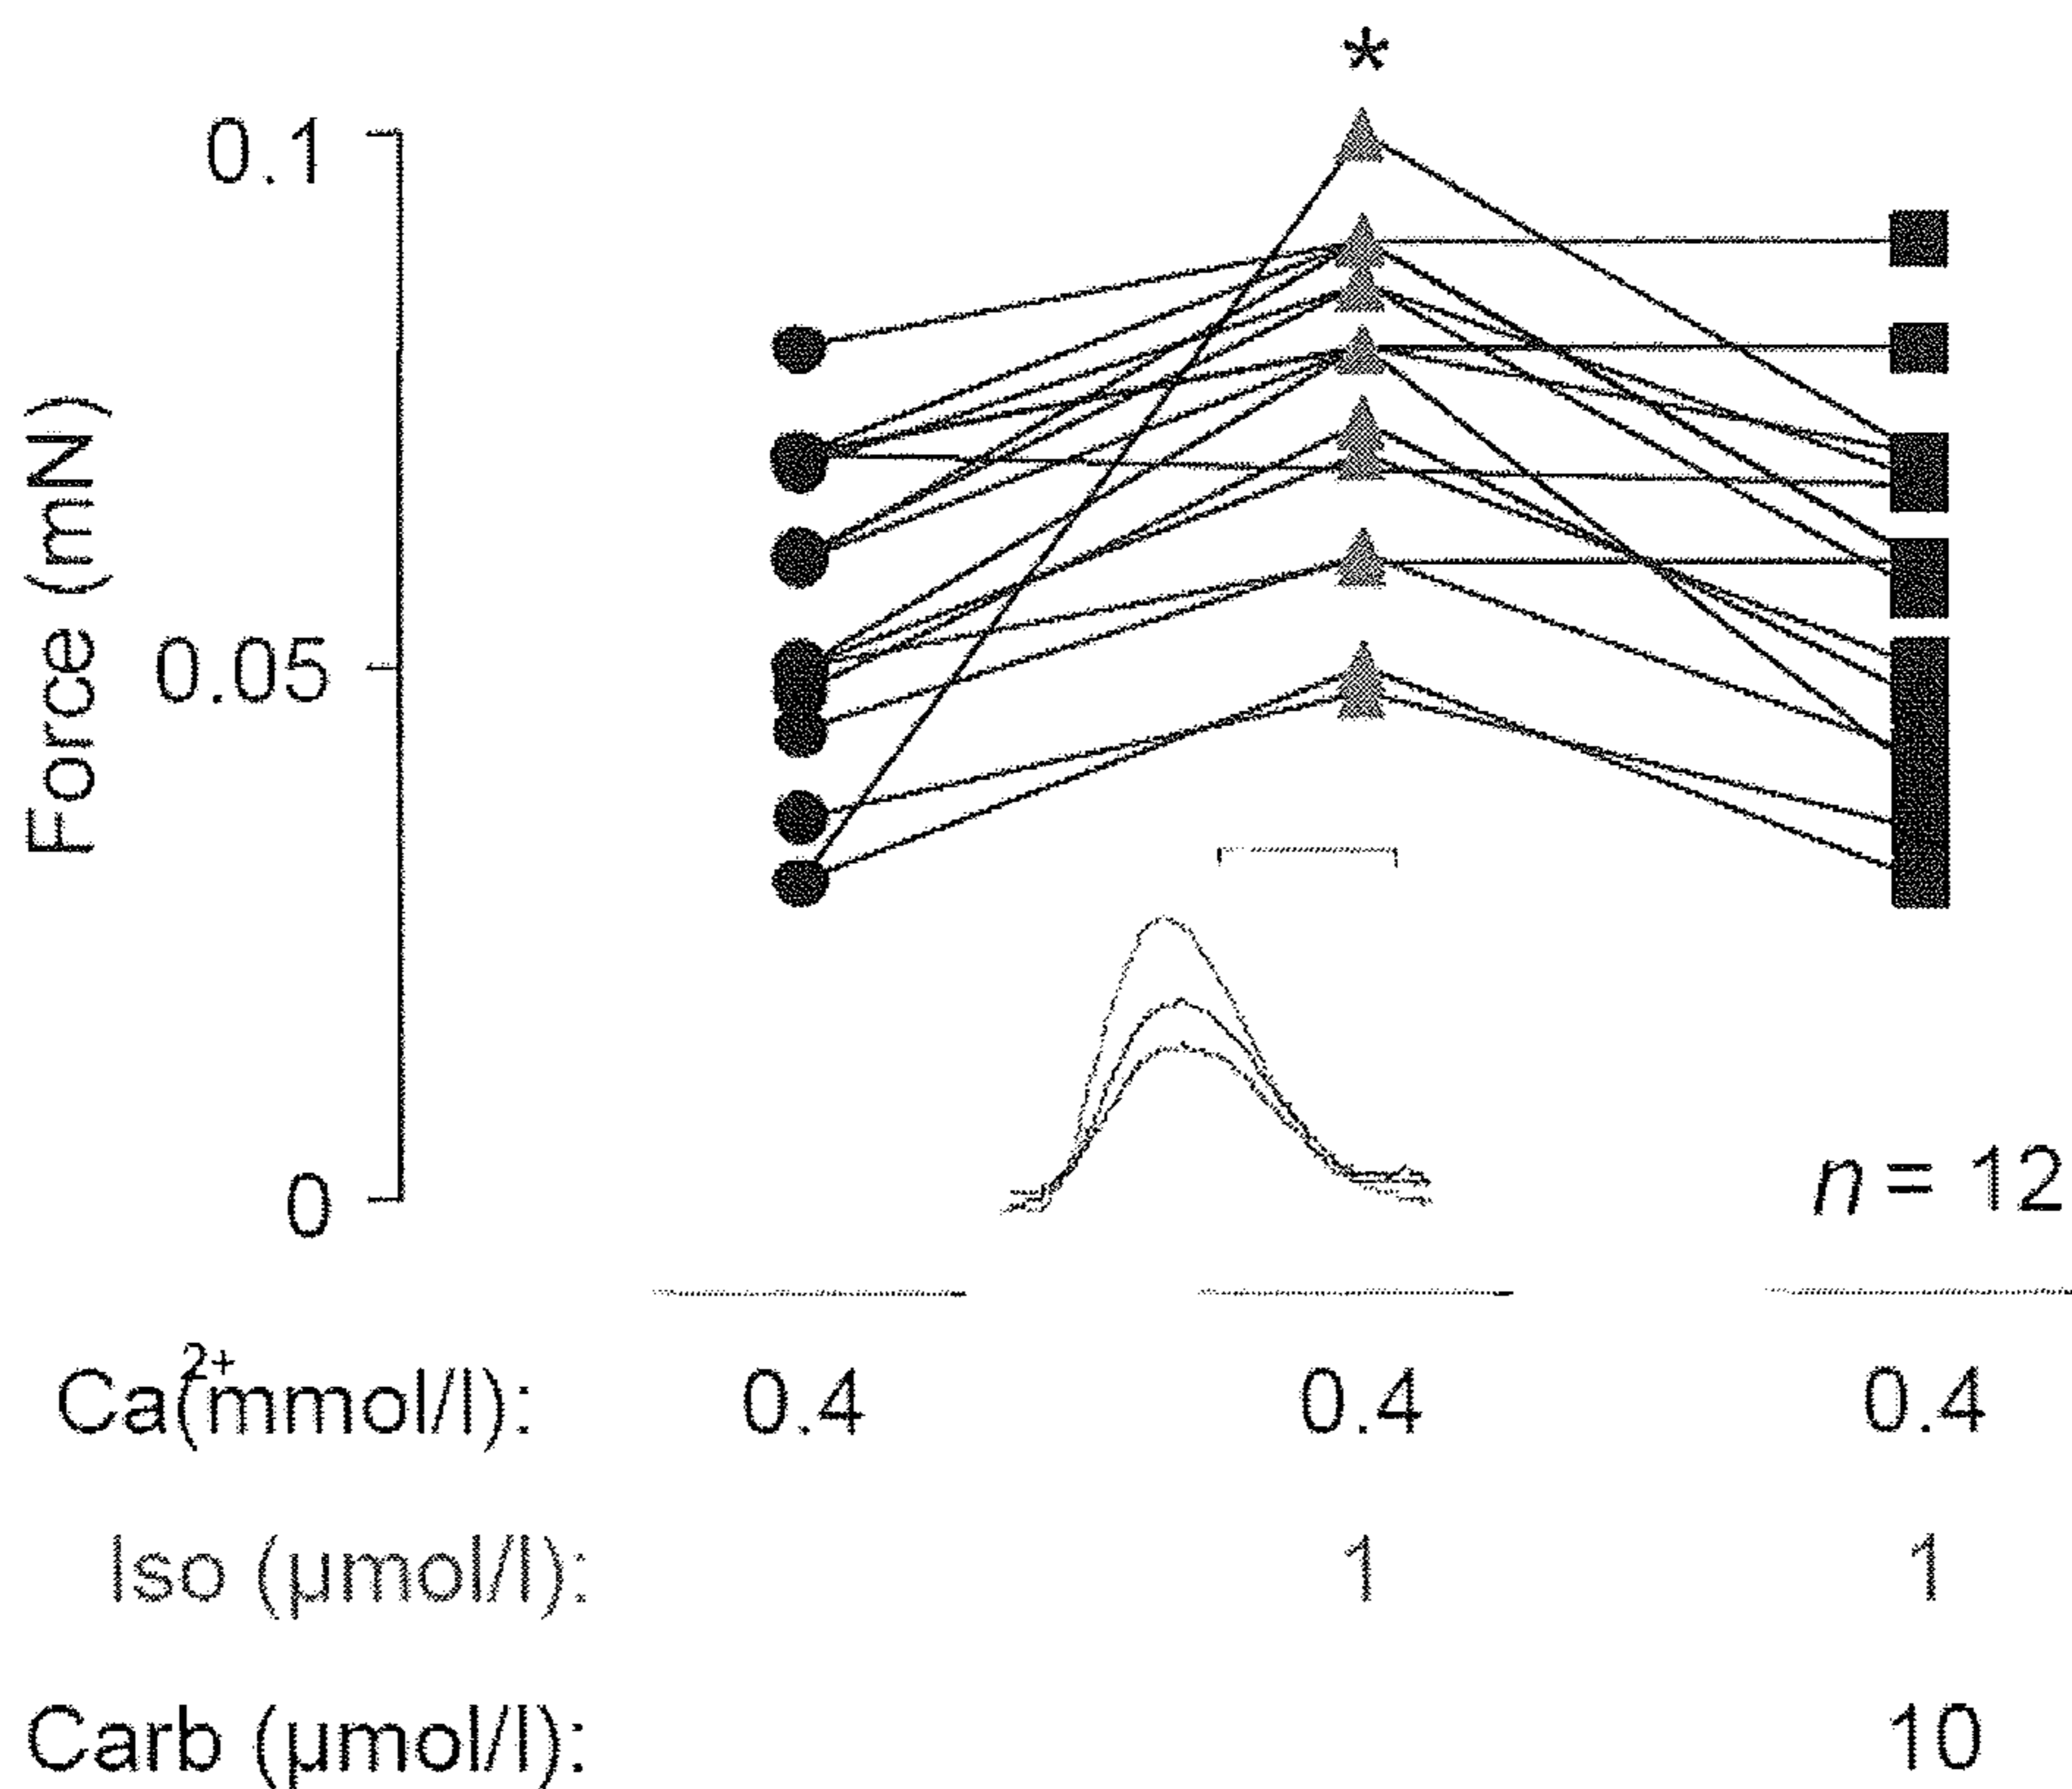 *
0.1
Force (mN)
0.05
0
n = 12
Ca2+(mmol/l): 0.4 0.4 0.4
Iso (µmol/l): 1 1
Carb (µmol/l): 10